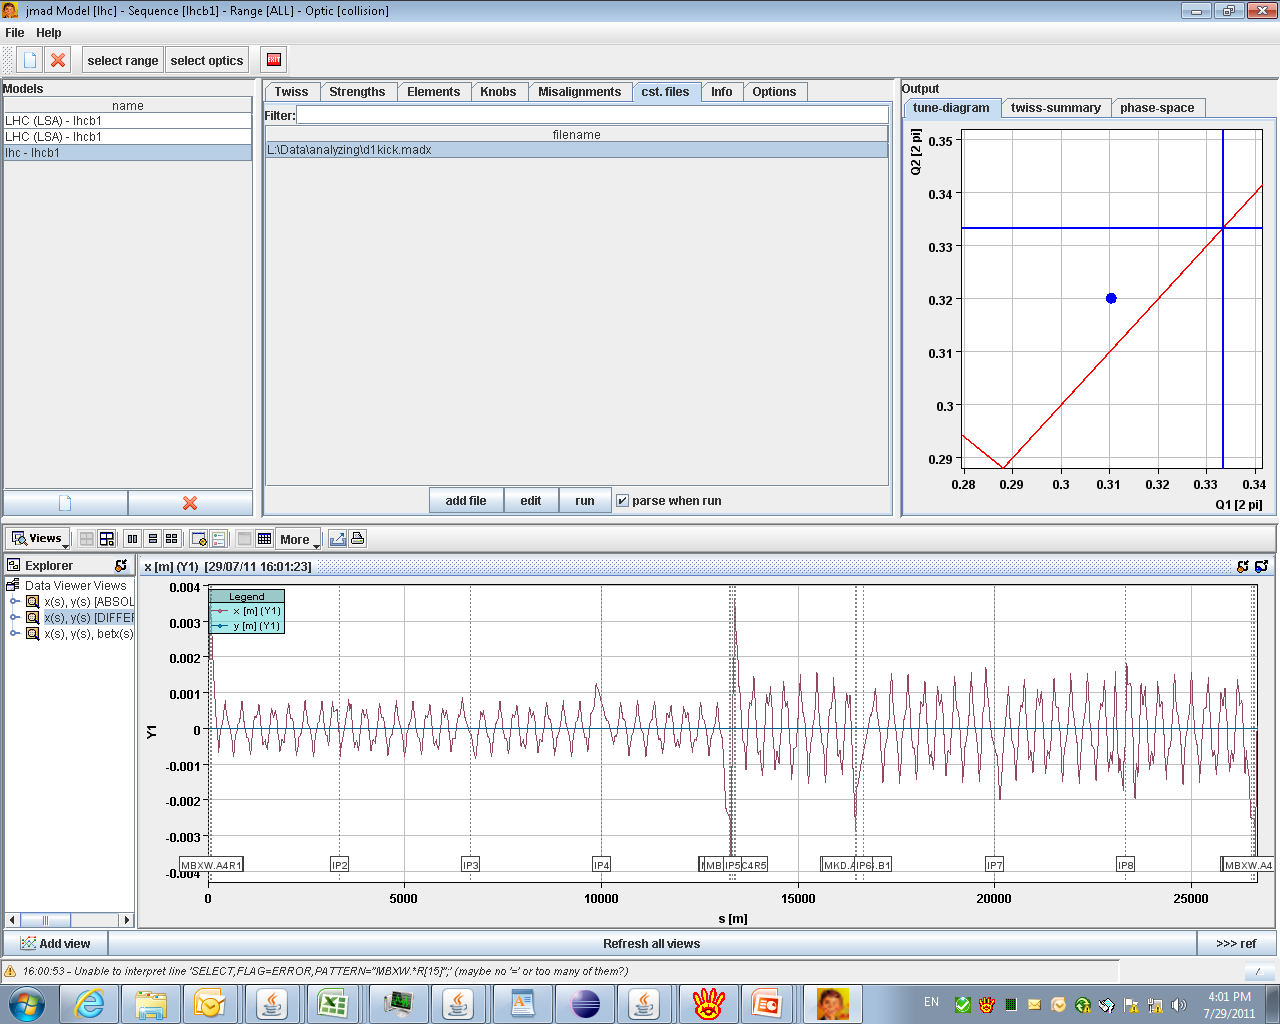 jmad Model [lhc] - Sequence [lhcb1] - Range [ALL] - Optic [collision]
File Help
select range select optics EXIT
Models
name
LHC (LSA) - lhcb1
LHC (LSA) - lhcb1
lhc - lhcb1
Twiss Strengths Elements Knobs Misalignments cst. files Info Options
Filter:
filename
L:\Data\analyzing\d1kick.madx
add file edit run parse when run
Output
tune-diagram twiss-summary phase-space
Q2 [2 pi]
0.35
0.34
0.33
0.32
0.31
0.3
0.29
0.28 0.29 0.3 0.31 0.32 0.33 0.34
Q1 [2 pi]
Views More
Explorer
Data Viewer Views
x(s), y(s) [ABSOL
x(s), y(s) [DIFFER
x(s), y(s), betx(s)
x [m] (Y1) [29/07/11 16:01:23]
Legend
x [m] (Y1)
y [m] (Y1)
Y1
0.004
0.003
0.002
0.001
0
-0.001
-0.002
-0.003
-0.004
MBXW.A4R1 IP2 IP3 IP4 MB IP5 C4R5 MKD.A IP6 .B1 IP7 IP8 MBXW.A4
0 5000 10000 15000 20000 25000
s [m]
Add view Refresh all views >>> ref
16:00:53 - Unable to interpret line 'SELECT,FLAG=ERROR,PATTERN="MBXW.*R[15]";' (maybe no '=' or too many of them?)
EN
4:01 PM
7/29/2011